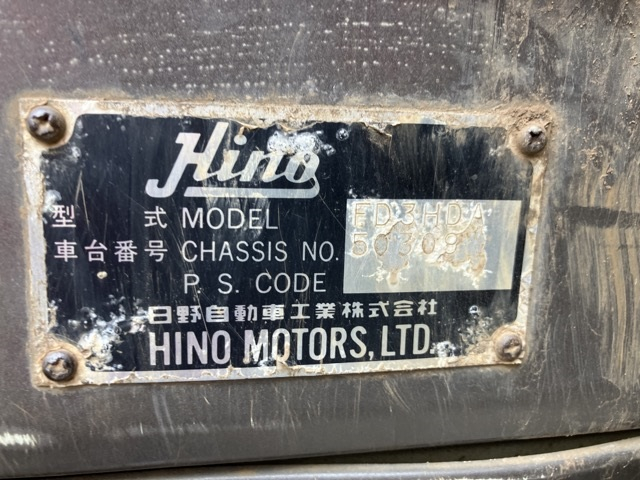 Hino
型 式 MODEL FD3HDA
車台番号 CHASSIS NO. 50309
P. S. CODE
日野自動車工業株式会社
HINO MOTORS, LTD.